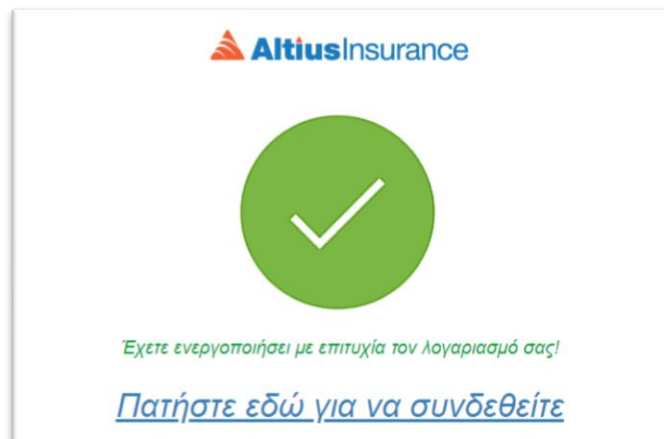 AltiusInsurance
Έχετε ενεργοποιήσει με επιτυχία τον λογαριασμό σας!
Πατήστε εδώ για να συνδεθείτε